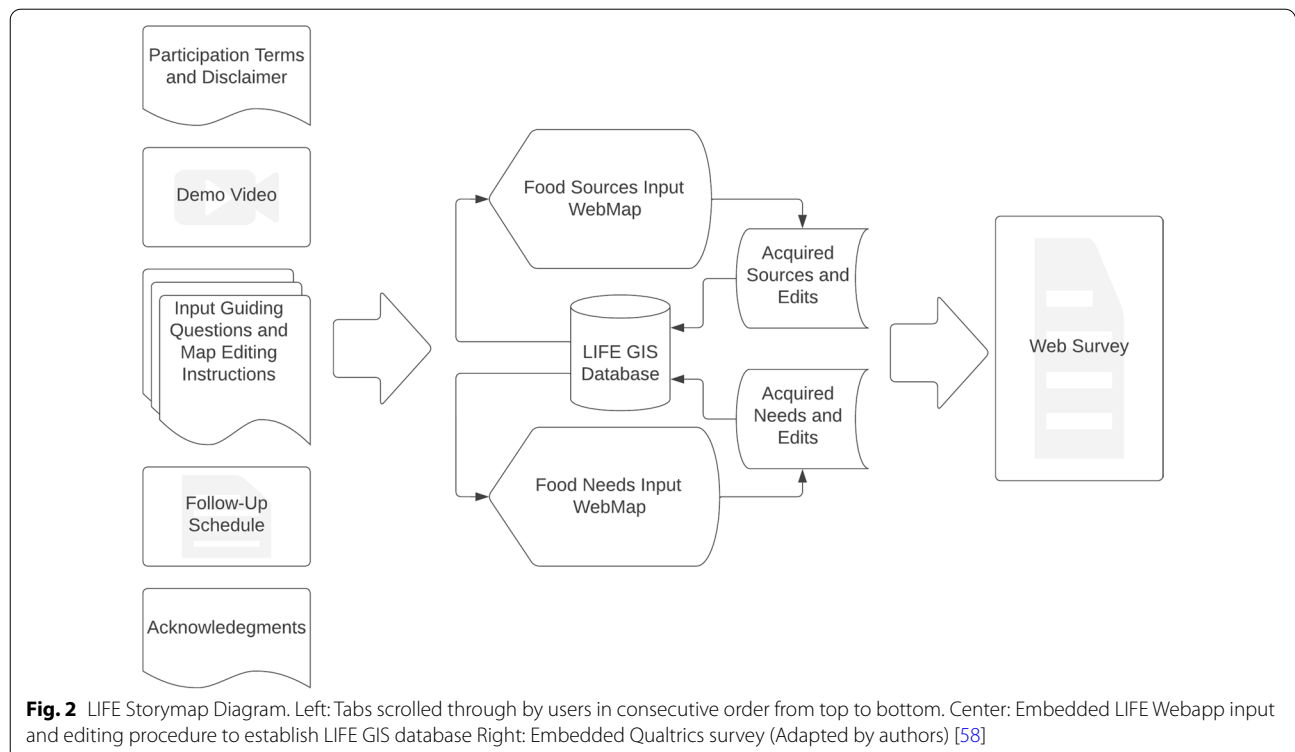 Participation Terms
and Disclaimer
Demo Video
Input Guiding
Questions and
Map Editing
Instructions
Follow-Up
Schedule
Acknowledegments
Food Sources Input
WebMap
Acquired
Sources and
Edits
LIFE GIS
Database
Acquired
Needs and
Edits
Food Needs Input
WebMap
Web Survey
Fig. 2 LIFE Storymap Diagram. Left: Tabs scrolled through by users in consecutive order from top to bottom. Center: Embedded LIFE Webapp input
and editing procedure to establish LIFE GIS database Right: Embedded Qualtrics survey (Adapted by authors) [58]